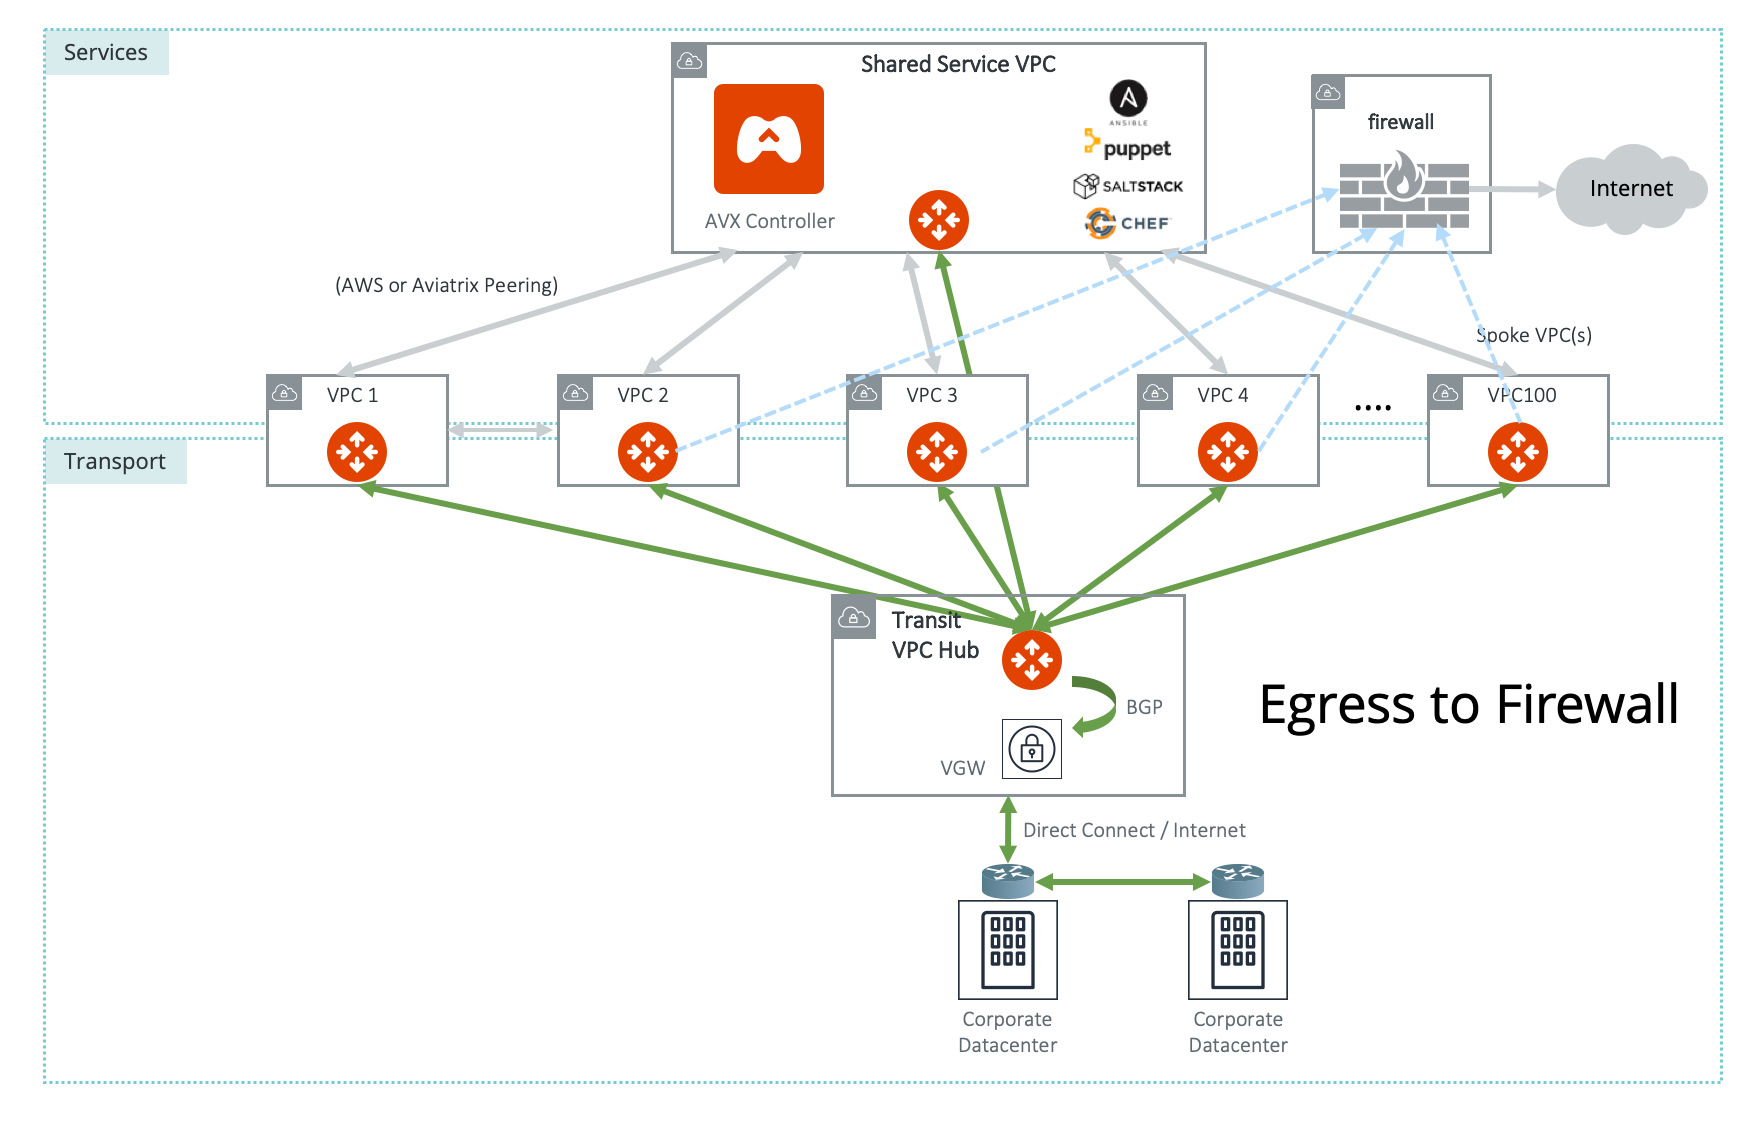 Services
Shared Service VPC
ANSIBLE
puppet
SALTSTACK
CHEF
AVX Controller
firewall
Internet
(AWS or Aviatrix Peering)
Spoke VPC(s)
VPC 1
VPC 2
VPC 3
VPC 4
....
VPC100
Transport
Transit
VPC Hub
BGP
VGW
Egress to Firewall
Direct Connect / Internet
Corporate
Datacenter
Corporate
Datacenter